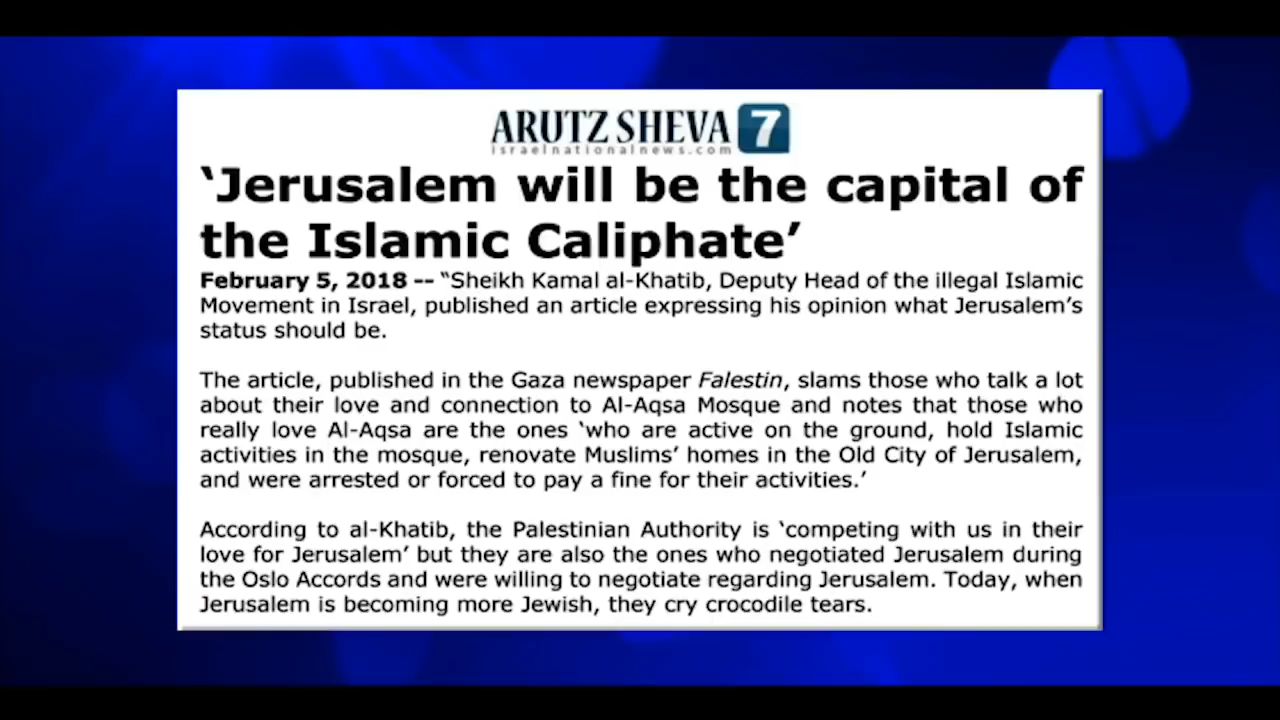 ARUTZ SHEVA 7
israelnationalnews.com
‘Jerusalem will be the capital of
the Islamic Caliphate’
February 5, 2018 -- “Sheikh Kamal al-Khatib, Deputy Head of the illegal Islamic
Movement in Israel, published an article expressing his opinion what Jerusalem’s
status should be.
The article, published in the Gaza newspaper Falestin, slams those who talk a lot
about their love and connection to Al-Aqsa Mosque and notes that those who
really love Al-Aqsa are the ones ‘who are active on the ground, hold Islamic
activities in the mosque, renovate Muslims’ homes in the Old City of Jerusalem,
and were arrested or forced to pay a fine for their activities.’
According to al-Khatib, the Palestinian Authority is ‘competing with us in their
love for Jerusalem’ but they are also the ones who negotiated Jerusalem during
the Oslo Accords and were willing to negotiate regarding Jerusalem. Today, when
Jerusalem is becoming more Jewish, they cry crocodile tears.